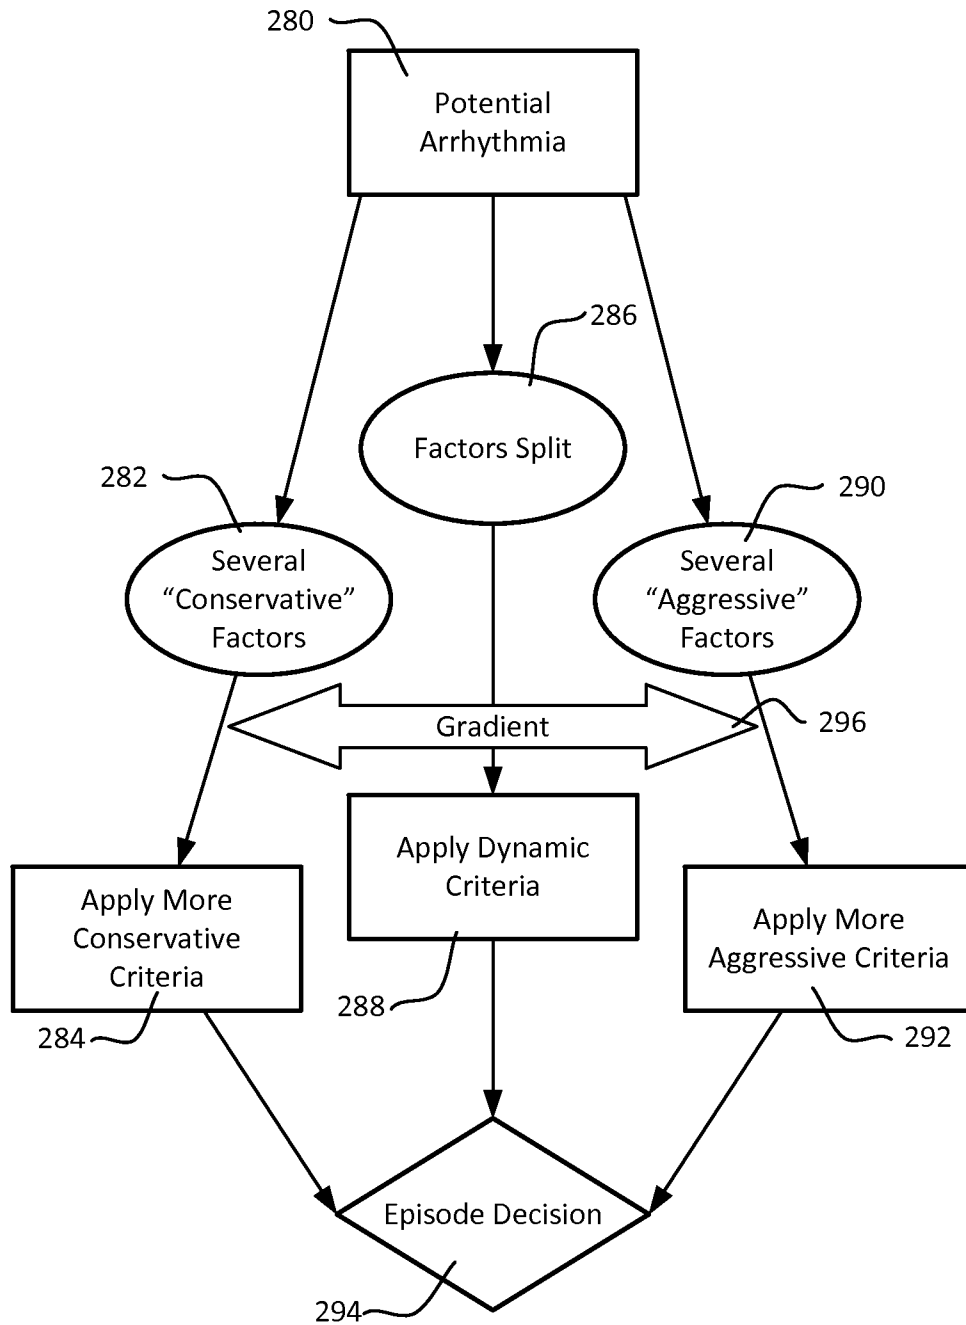 280
Potential
Arrhythmia
286
Factors Split
282
Several
“Conservative”
Factors
290
Several
“Aggressive”
Factors
Gradient
296
Apply Dynamic
Criteria
288
Apply More
Conservative
Criteria
284
Apply More
Aggressive Criteria
292
Episode Decision
294